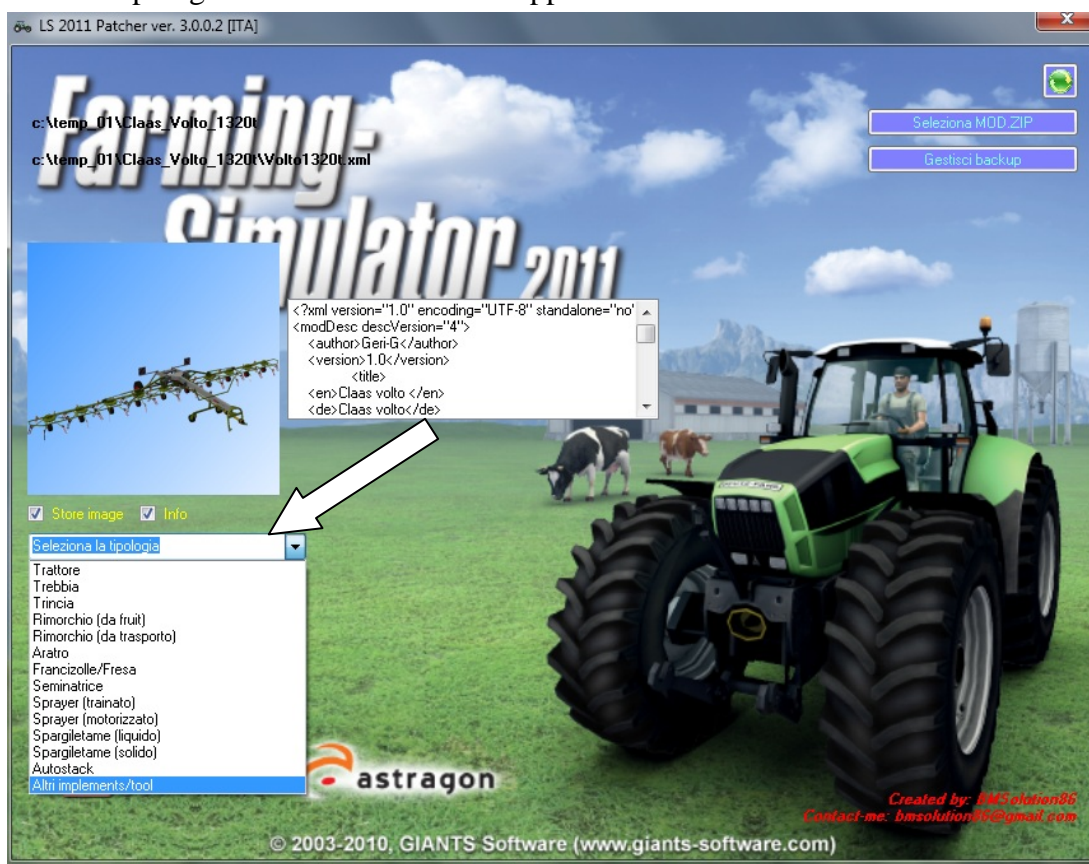 LS 2011 Patcher ver. 3.0.0.2 [ITA]
Farming-
Simulator 2011
c:\temp_01\Claas_Volto_1320t
c:\temp_01\Claas_Volto_1320t\Volto1320t.xml
Seleziona MOD.ZIP
Gestisci backup
<?xml version="1.0" encoding="UTF-8" standalone="no"
<modDesc descVersion="4">
<author>Geri-G</author>
<version>1.0</version>
<title>
<en>Claas volto </en>
<de>Claas volto</de>
Store image Info
Seleziona la tipologia
Trattore
Trebbia
Trincia
Rimorchio (da fruit)
Rimorchio (da trasporto)
Aratro
Francizolle/Fresa
Seminatrice
Sprayer (trainato)
Sprayer (motorizzato)
Spargiletame (liquido)
Spargiletame (solido)
Autostack
Altri implements/tool
astragon
Created by: BMSolution86
Contact-me: bmsolution86@gmail.com
© 2003-2010, GIANTS Software (www.giants-software.com)